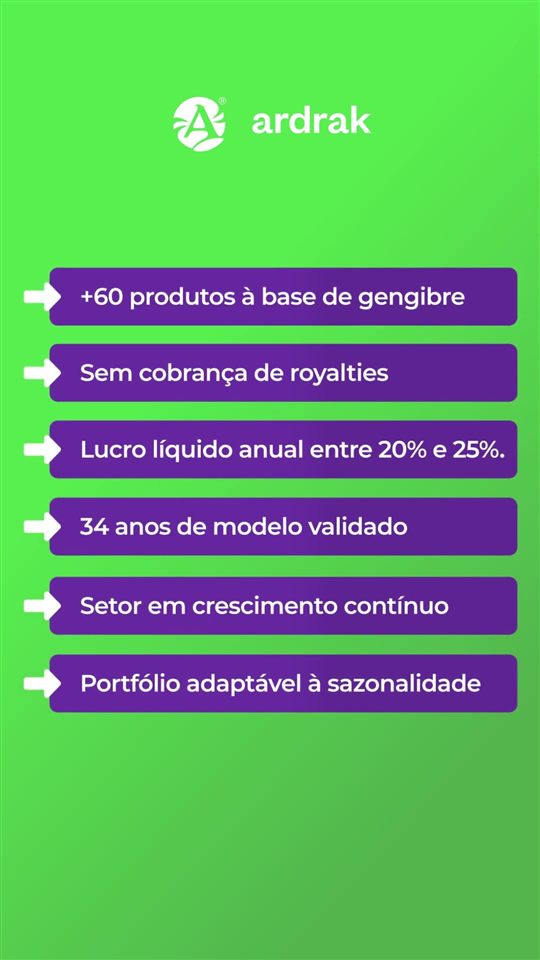 A®
ardrak
+60 produtos à base de gengibre
Sem cobrança de royalties
Lucro líquido anual entre 20% e 25%.
34 anos de modelo validado
Setor em crescimento contínuo
Portfólio adaptável à sazonalidade